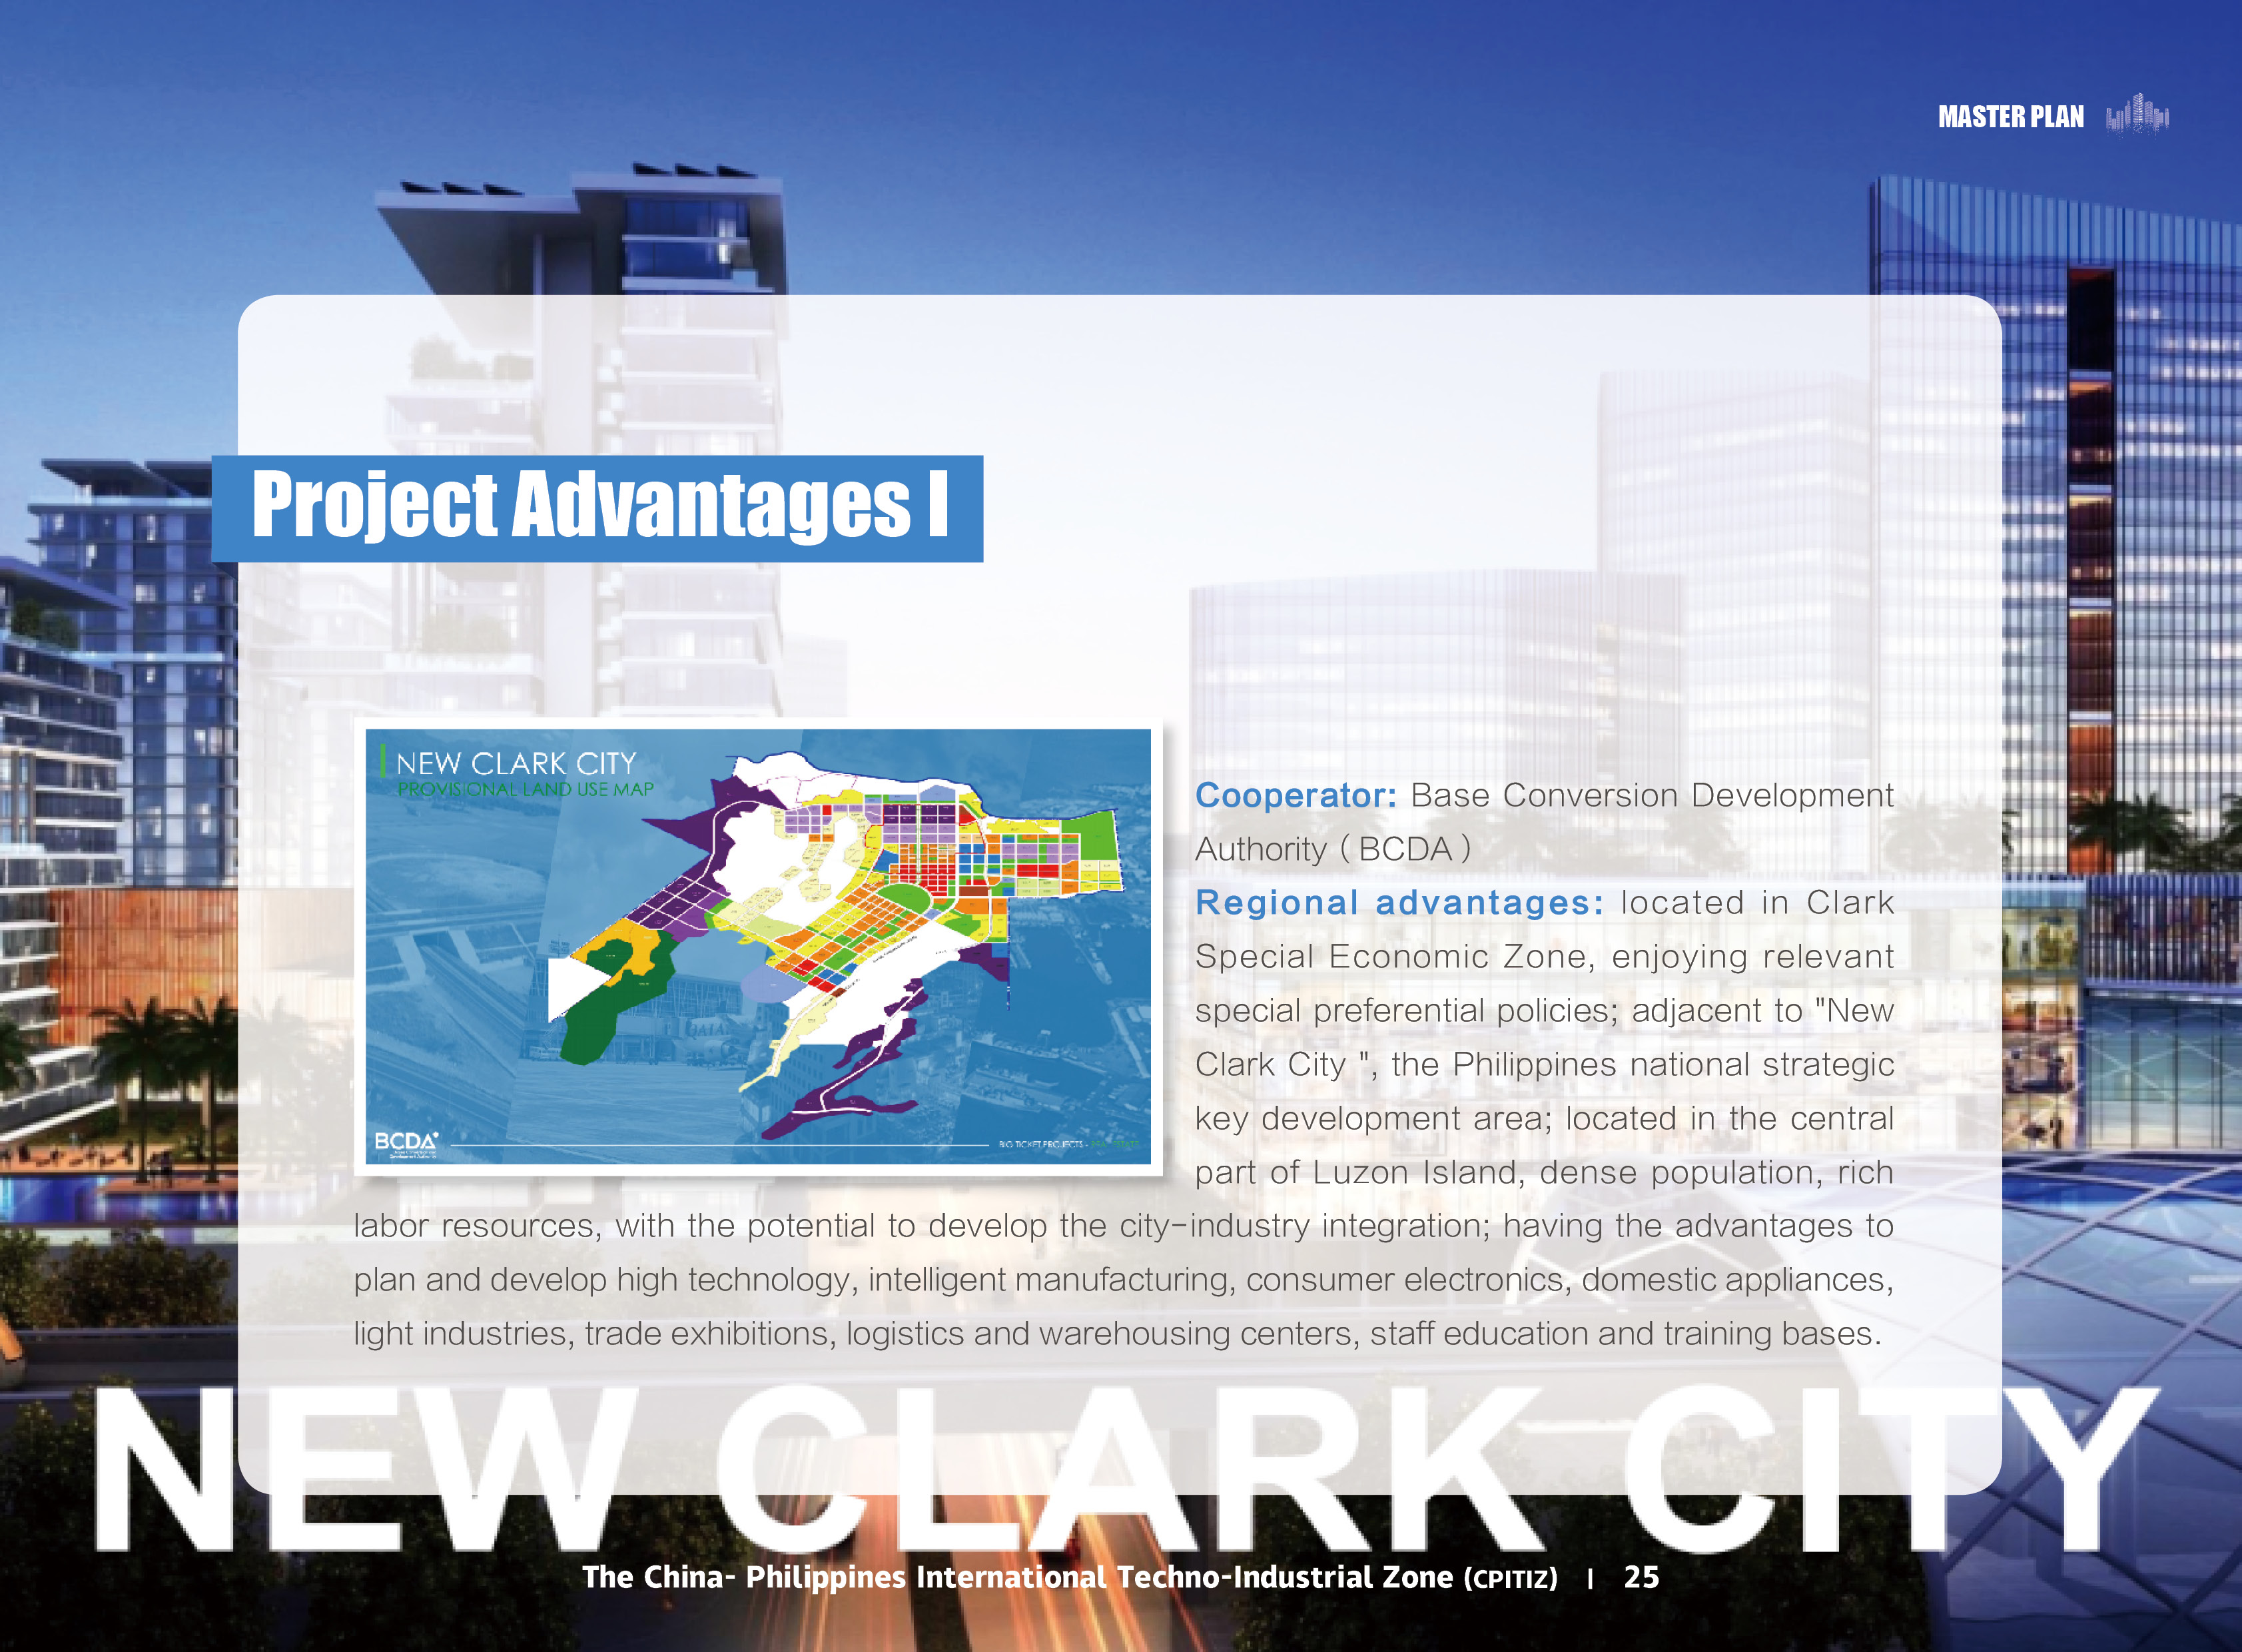 MASTER PLAN
Project Advantages I
NEW CLARK CITY
PROVISIONAL LAND USE MAP
BCDA
BIG TICKET PROJECTS -
Cooperator: Base Conversion Development
Authority ( BCDA )
Regional advantages: located in Clark
Special Economic Zone, enjoying relevant
special preferential policies; adjacent to "New
Clark City ", the Philippines national strategic
key development area; located in the central
part of Luzon Island, dense population, rich
labor resources, with the potential to develop the city-industry integration; having the advantages to
plan and develop high technology, intelligent manufacturing, consumer electronics, domestic appliances,
light industries, trade exhibitions, logistics and warehousing centers, staff education and training bases.
NEW CLARK CITY
The China- Philippines International Techno-Industrial Zone (CPITIZ) | 25